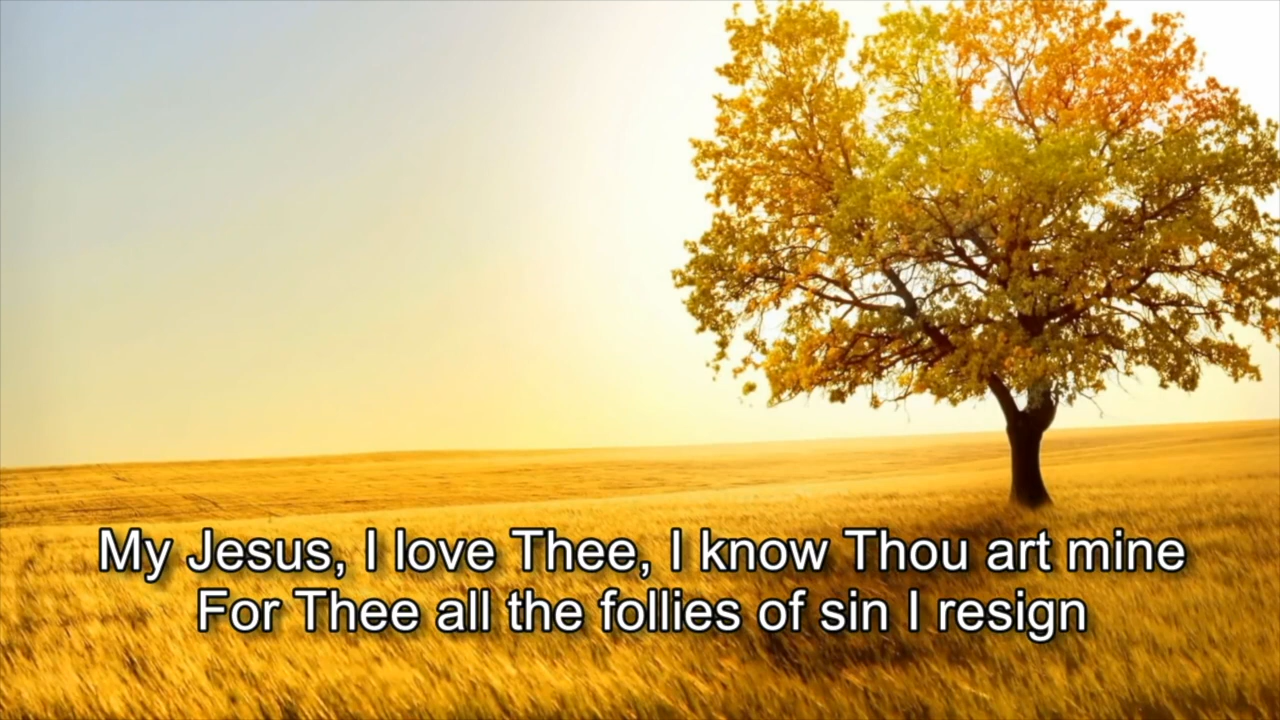 My Jesus, I love Thee, I know Thou art mine
For Thee all the follies of sin I resign